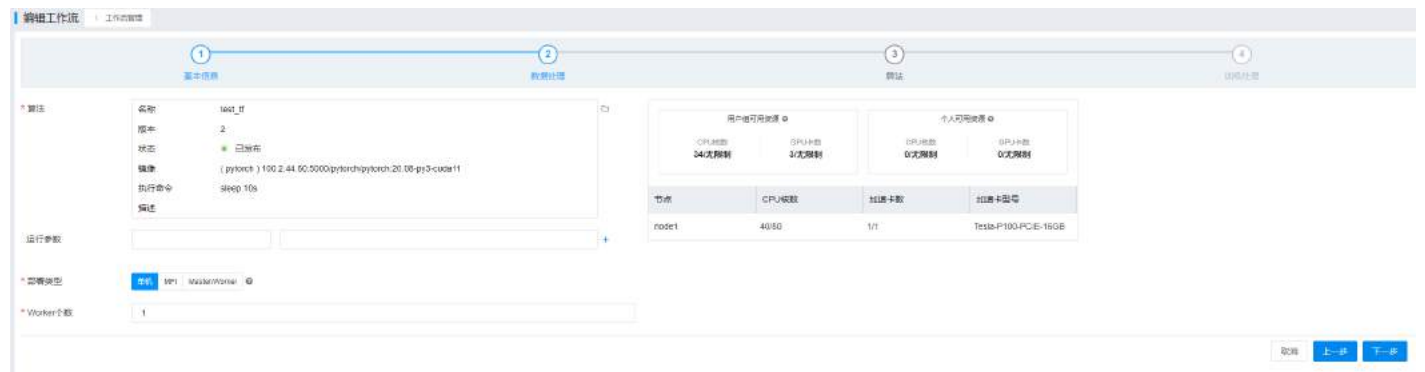 编辑工作流
工作流管理
1
2
3
4
基本信息
数据处理
算法
* 算法
名称 test_tf
版本 2
状态 已发布
镜像 ( pytorch ) 100.2.44.60:5000/pytorch/pytorch:20.08-py3-cuda11
执行命令 sleep 10s
描述
运行参数
+
* 部署类型
单机 MPI Master/Worker
* Worker个数
1
用户组可用资源
CPU核数 GPU卡数
34/无限制 3/无限制
个人可用资源
CPU核数 GPU卡数
0/无限制 0/无限制
节点 CPU核数 加速卡数 加速卡型号
node1 40/80 1/1 Tesla-P100-PCIE-16GB
取消 上一步 下一步